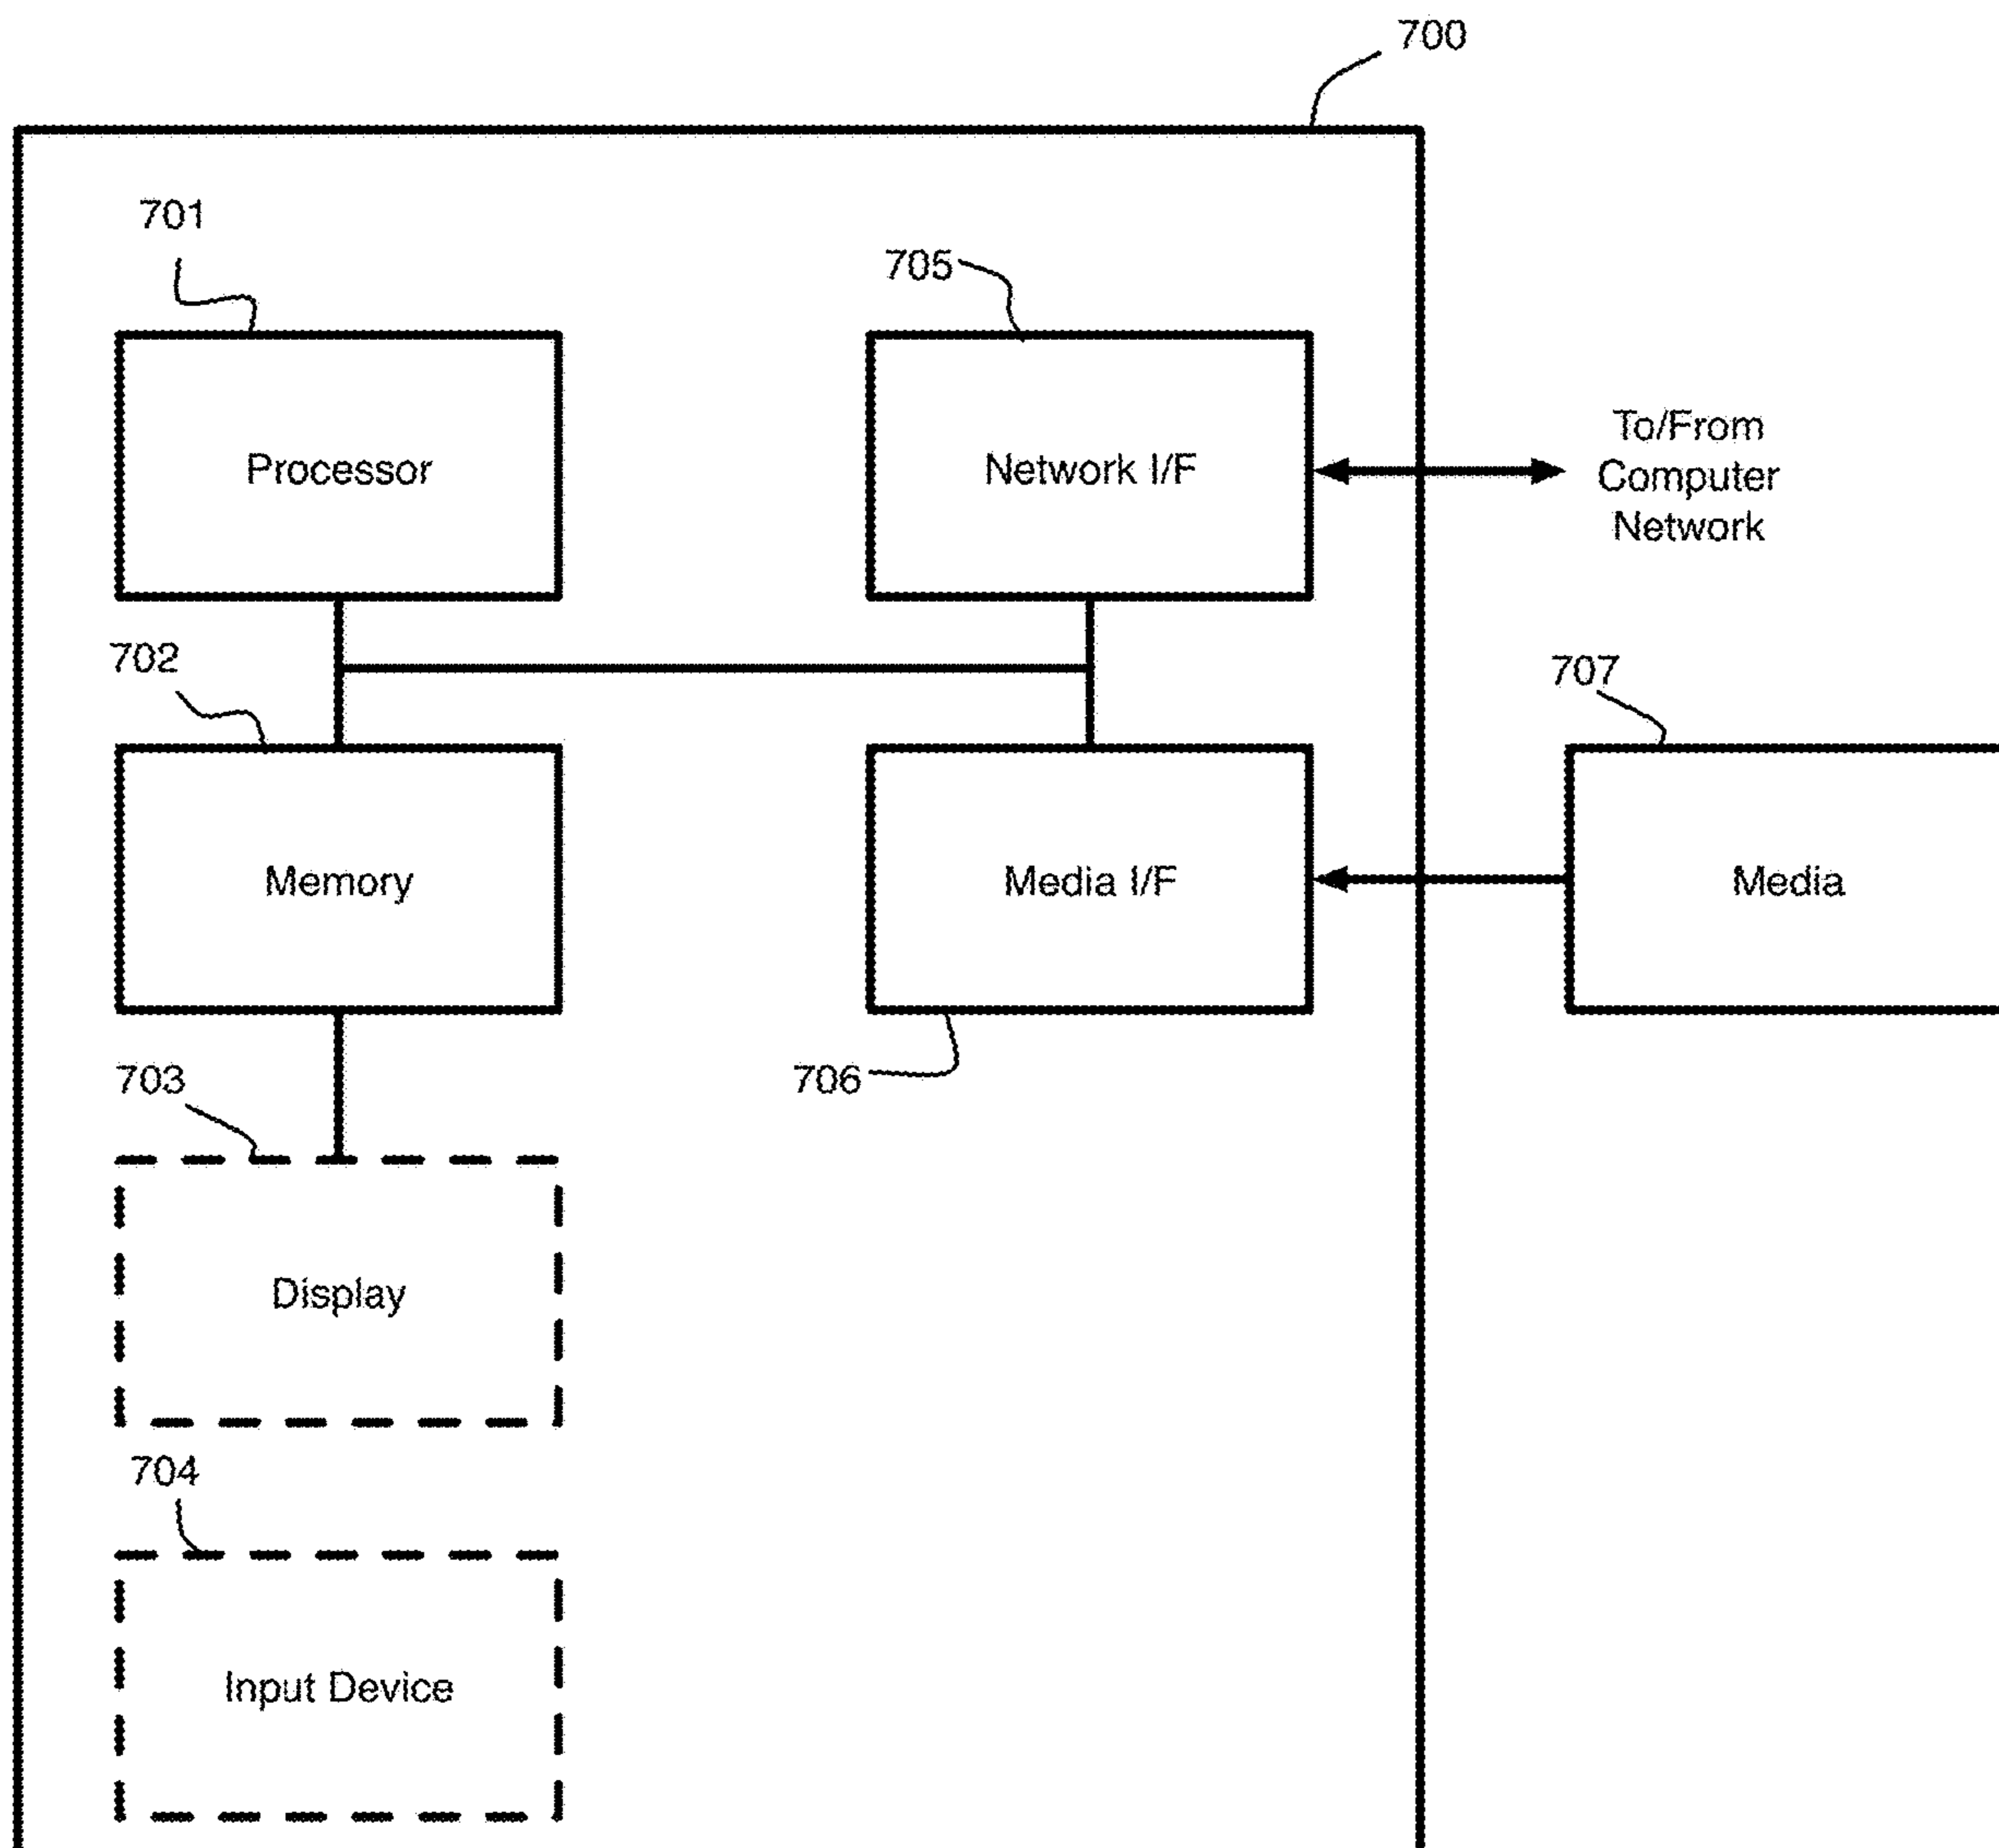 700
701
705
Processor
Network I/F
To/From
Computer
Network
702
707
Memory
Media I/F
Media
703
706
Display
704
Input Device